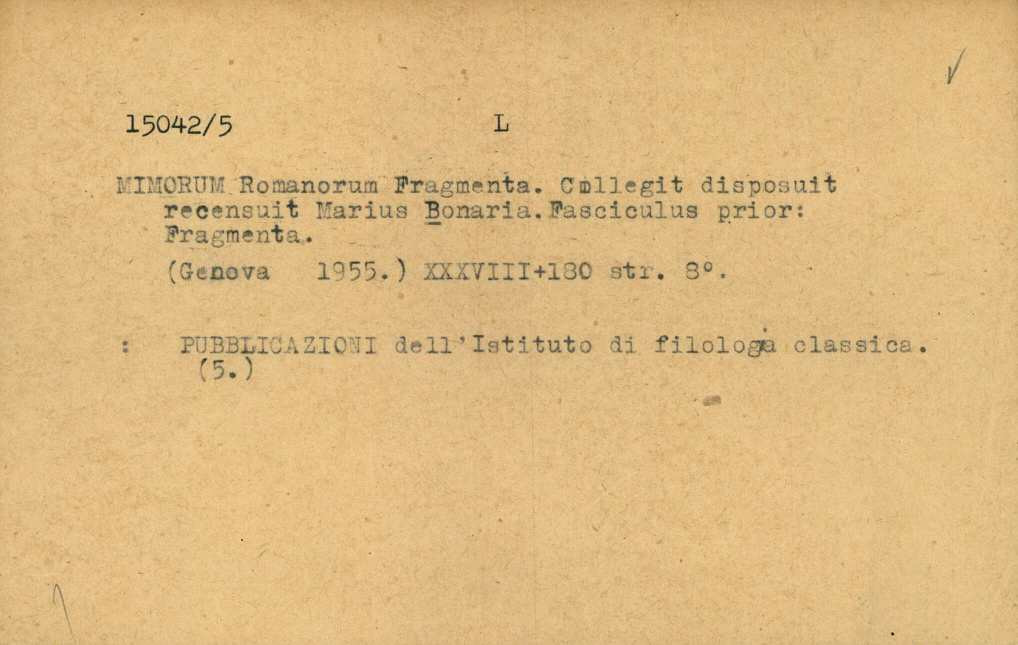 15042/5 L
MIMORUM Romanorum Fragmenta. Collegit disposuit
recensuit Marius Bonaria. Fasciculus prior:
Fragmenta.
(Genova 1955.) XXXVIII+180 str. 8°.
: PUBBLICAZIONI dell'Istituto di filologia classica.
(5.)